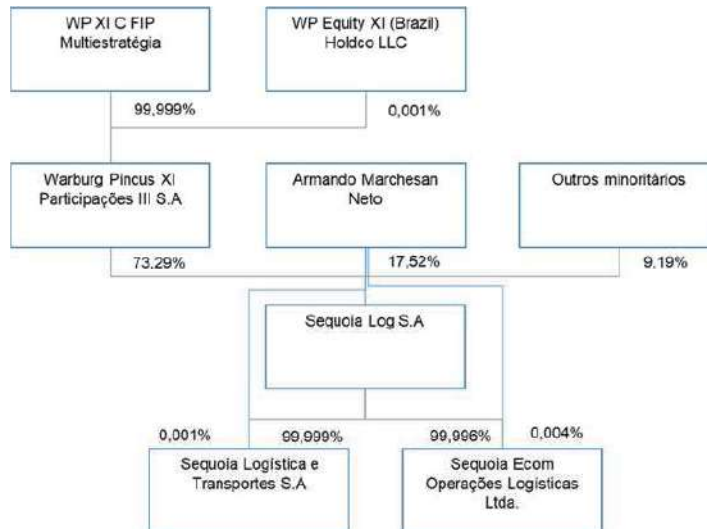 WP XI C FIP
Multiestratégia
WP Equity XI (Brazil)
Holdco LLC
99,999%
0,001%
Warburg Pincus XI
Participações III S.A
Armando Marchesan
Neto
Outros minoritários
73.29%
17,52%
9.19%
Sequoia Log S.A
0,001%
99,999%
99,996%
0,004%
Sequoia Logística e
Transportes S.A
Sequoia Ecom
Operações Logísticas
Ltda.